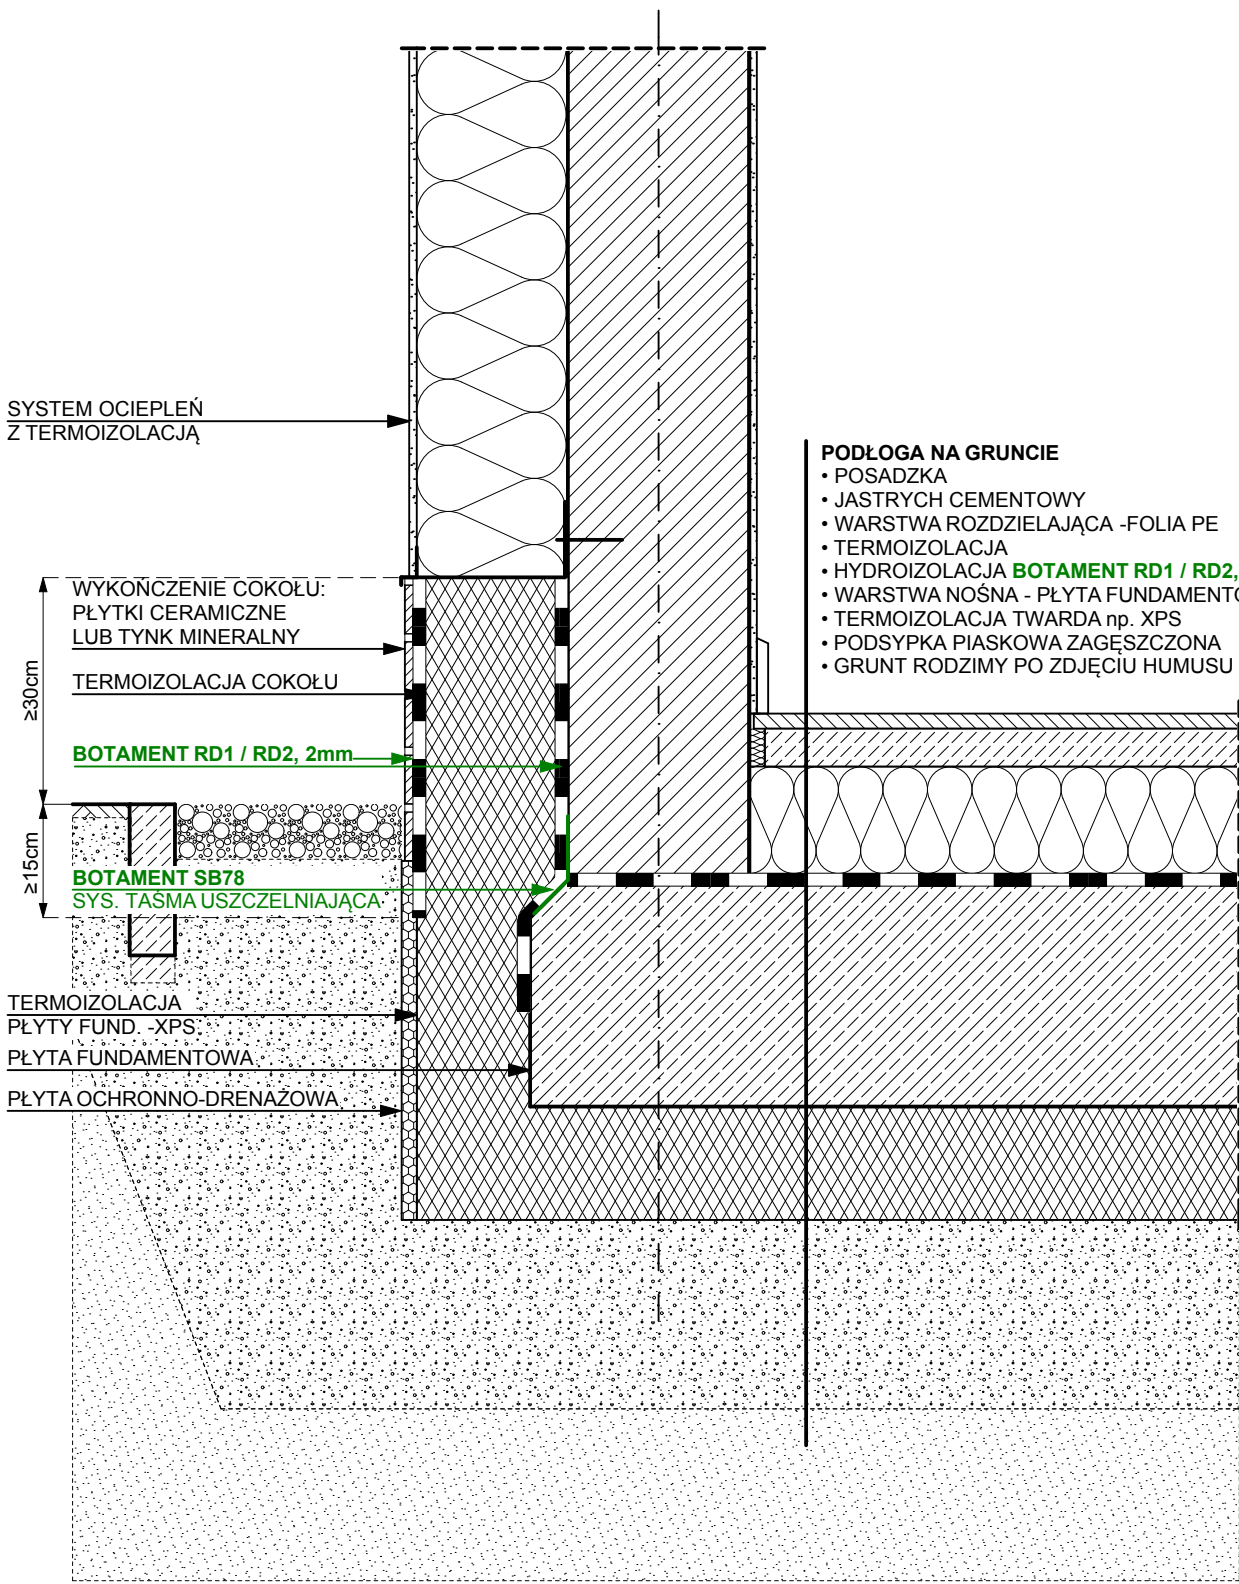 SYSTEM OCIEPLEŃ
Z TERMOIZOLACJĄ
PODŁOGA NA GRUNCIE
• POSADZKA
• JASTRYCH CEMENTOWY
• WARSTWA ROZDZIELAJĄCA -FOLIA PE
• TERMOIZOLACJA
• HYDROIZOLACJA BOTAMENT RD1 / RD2,
• WARSTWA NOŚNA - PŁYTA
• TERMOIZOLACJA TWARDA np. XPS
• PODSYPKA PIASKOWA ZAGĘSZCZONA
• GRUNT RODZIMY PO ZDJĘCIU HUMUSU
≥30cm
WYKOŃCZENIE COKOŁU:
PŁYTKI CERAMICZNE
LUB TYNK MINERALNY
TERMOIZOLACJA COKOŁU
BOTAMENT RD1 / RD2, 2mm
≥15cm
BOTAMENT SB78
SYS. TAŚMA USZCZELNIAJĄCA
TERMOIZOLACJA
PŁYTY FUND. -XPS
PŁYTA FUNDAMENTOWA
PŁYTA OCHRONNO-DRENAŻOWA